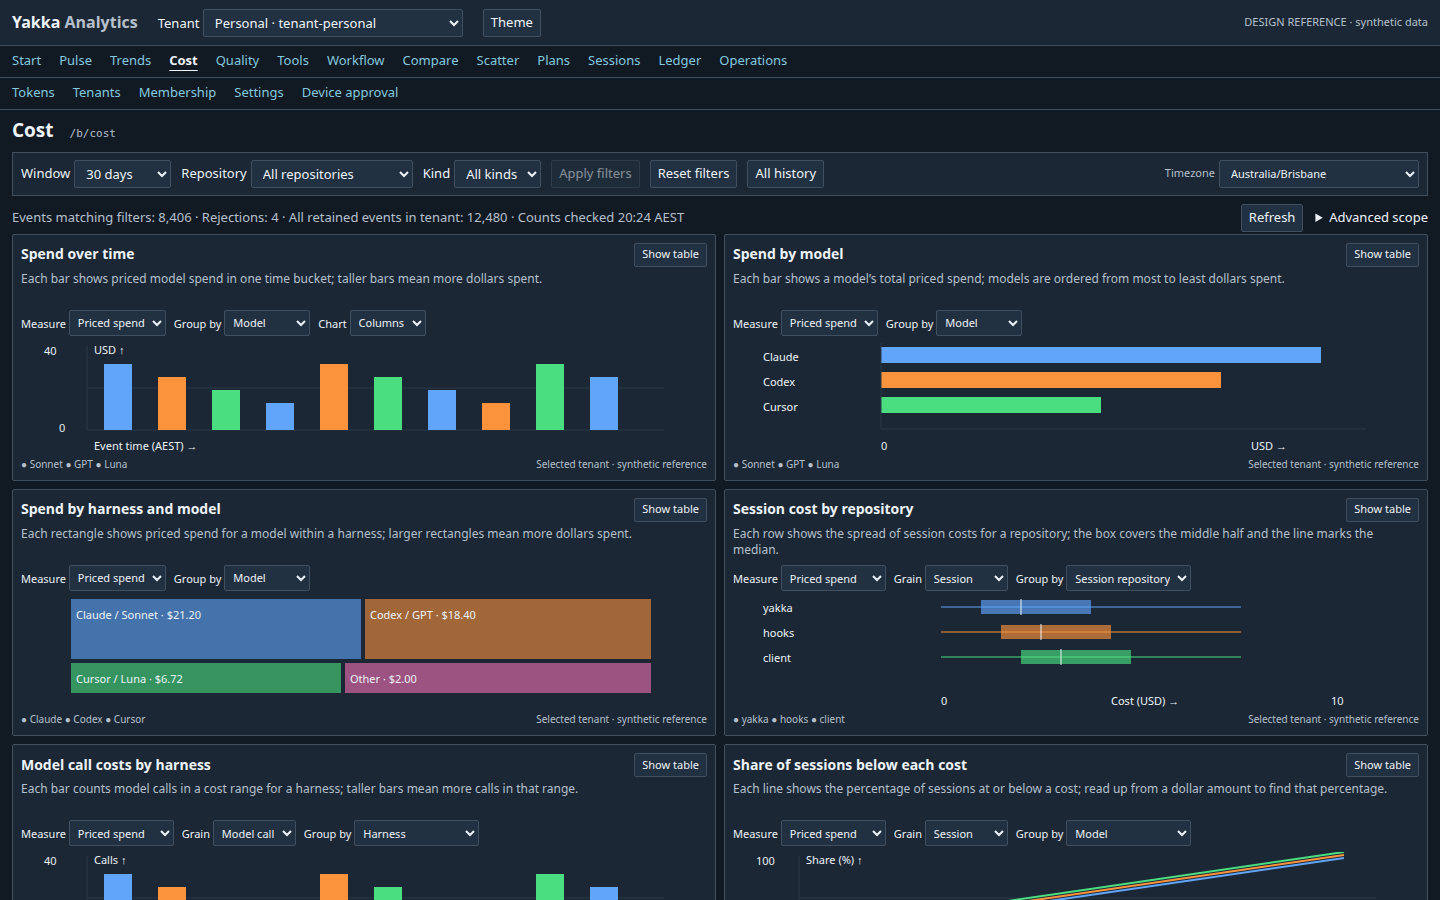 Yakka Analytics Tenant Personal · tenant-personal Theme DESIGN REFERENCE · synthetic data
Start Pulse Trends Cost Quality Tools Workflow Compare Scatter Plans Sessions Ledger Operations
Tokens Tenants Membership Settings Device approval
Cost /b/cost
Window 30 days Repository All repositories Kind All kinds Apply filters Reset filters All history Timezone Australia/Brisbane
Events matching filters: 8,406 · Rejections: 4 · All retained events in tenant: 12,480 · Counts checked 20:24 AEST Refresh ▶ Advanced scope
Spend over time Show table
Each bar shows priced model spend in one time bucket; taller bars mean more dollars spent.
Measure Priced spend Group by Model Chart Columns
40 USD ↑
0
Event time (AEST) →
● Sonnet ● GPT ● Luna Selected tenant · synthetic reference
Spend by model Show table
Each bar shows a model's total priced spend; models are ordered from most to least dollars spent.
Measure Priced spend Group by Model
Claude
Codex
Cursor
0 USD →
● Sonnet ● GPT ● Luna Selected tenant · synthetic reference
Spend by harness and model Show table
Each rectangle shows priced spend for a model within a harness; larger rectangles mean more dollars spent.
Measure Priced spend Group by Model
Claude / Sonnet · $21.20 Codex / GPT · $18.40
Cursor / Luna · $6.72 Other · $2.00
● Claude ● Codex ● Cursor Selected tenant · synthetic reference
Session cost by repository Show table
Each row shows the spread of session costs for a repository; the box covers the middle half and the line marks the
median.
Measure Priced spend Grain Session Group by Session repository
yakka
hooks
client
0 Cost (USD) → 10
● yakka ● hooks ● client Selected tenant · synthetic reference
Model call costs by harness Show table
Each bar counts model calls in a cost range for a harness; taller bars mean more calls in that range.
Measure Priced spend Grain Model call Group by Harness
40 Calls ↑
Share of sessions below each cost Show table
Each line shows the percentage of sessions at or below a cost; read up from a dollar amount to find that percentage.
Measure Priced spend Grain Session Group by Model
100 Share (%) ↑